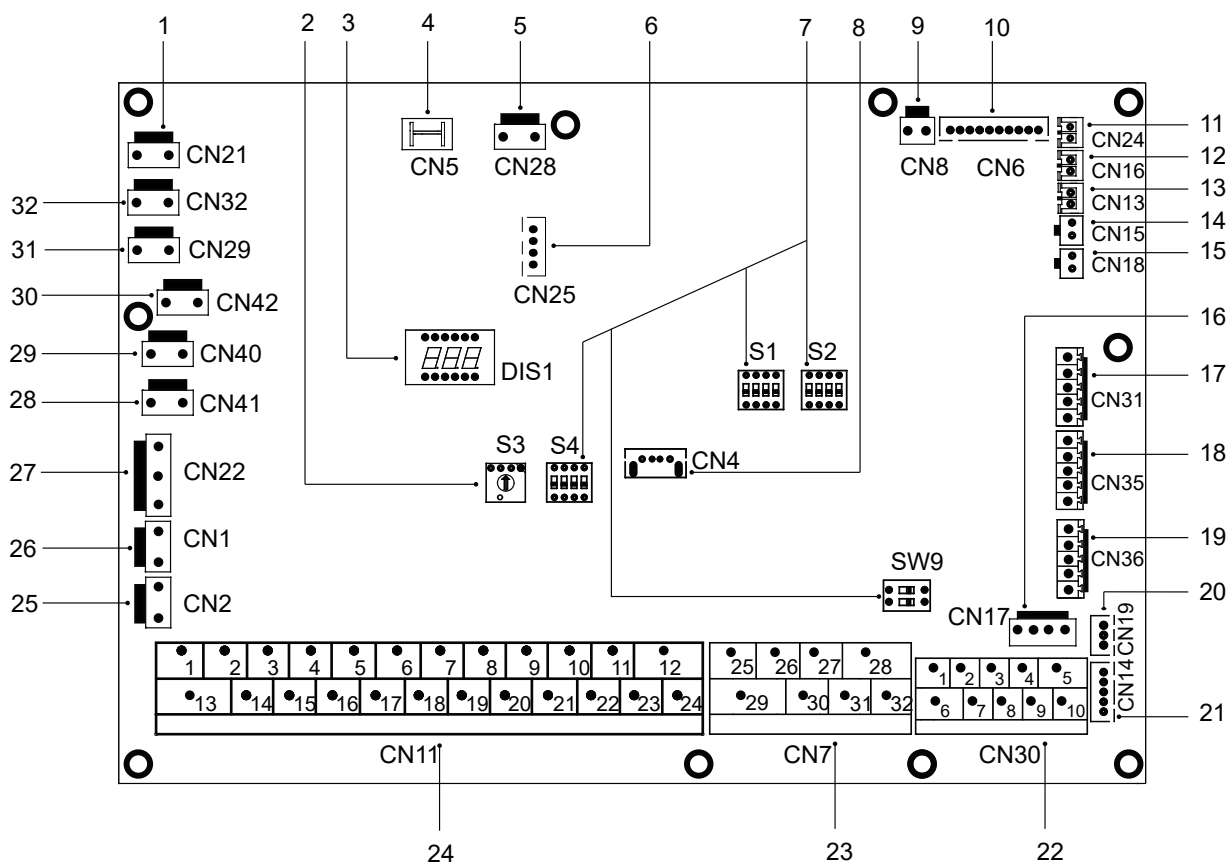 1 2 3 4 5 6 7 8 9 10
CN21
CN5
CN28
CN8
CN6
CN24
11
12
CN16
CN13
13
32
CN32
14
CN15
31
CN29
15
CN18
CN25
30
CN42
16
29
CN40
DIS1
888
S1 S2
17
CN31
28
CN41
S3 S4
CN4
18
CN35
27
CN22
26
CN1
19
CN36
SW9
25
CN2
20
CN17
CN19
1 2 3 4 5 6 7 8 9 10 11 12
25 26 27 28
1 2 3 4 5
CN14
13 14 15 16 17 18 19 20 21 22 23 24
29 30 31 32
6 7 8 9 10
21
CN11
CN7
CN30
24 23 22